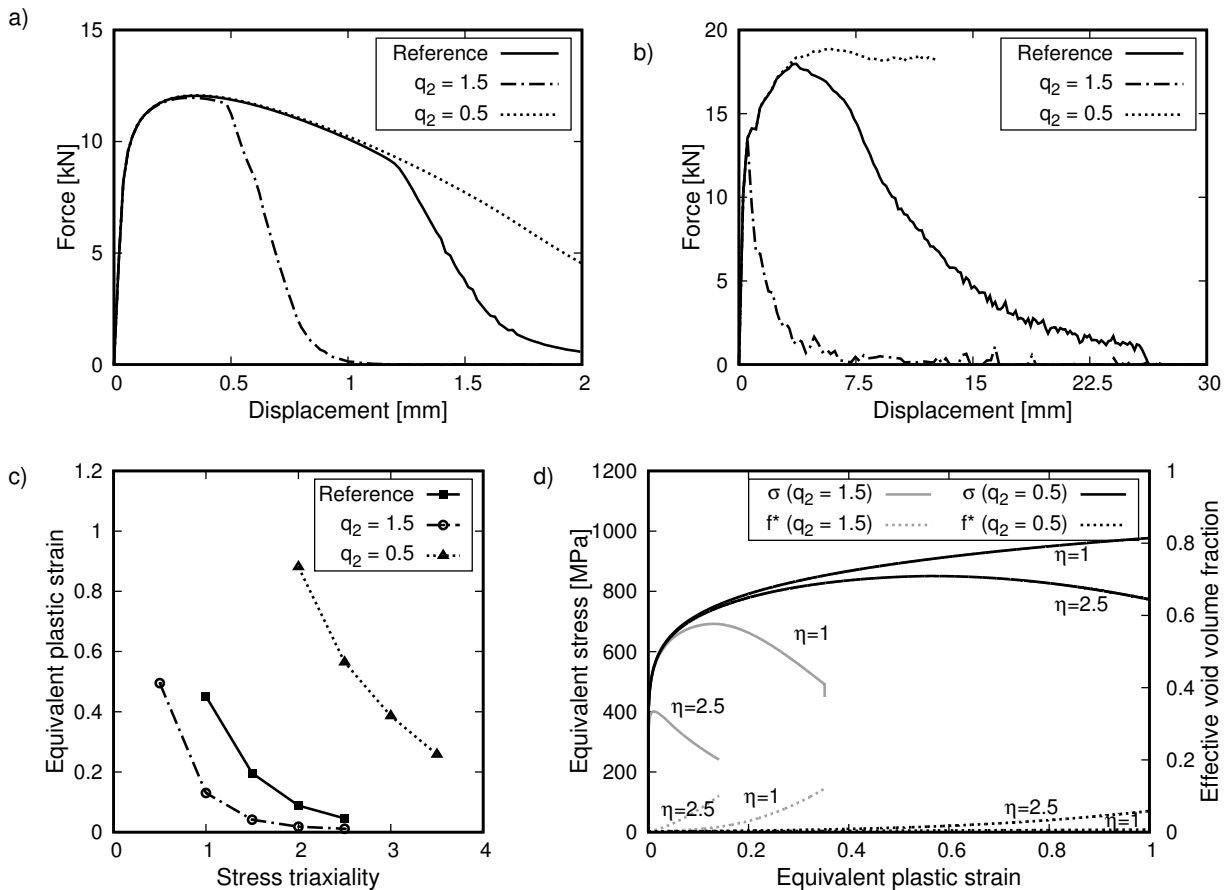 a)
Force [kN]
15
10
5
0
0 0.5 1 1.5 2
Displacement [mm]
Reference
q2 = 1.5
q2 = 0.5
b)
Force [kN]
20
15
10
5
0
0 7.5 15 22.5 30
Displacement [mm]
Reference
q2 = 1.5
q2 = 0.5
c)
Equivalent plastic strain
1.2
1
0.8
0.6
0.4
0.2
0
0 1 2 3 4
Stress triaxiality
Reference
q2 = 1.5
q2 = 0.5
d)
Equivalent stress [MPa]
1200
1000
800
600
400
200
0
0 0.2 0.4 0.6 0.8 1
Equivalent plastic strain
1
0.8
0.6
0.4
0.2
0
Effective void volume fraction
σ (q2 = 1.5) σ (q2 = 0.5)
f* (q2 = 1.5) f* (q2 = 0.5)
η=1
η=2.5
η=1
η=2.5
η=2.5
η=1
η=2.5
η=1